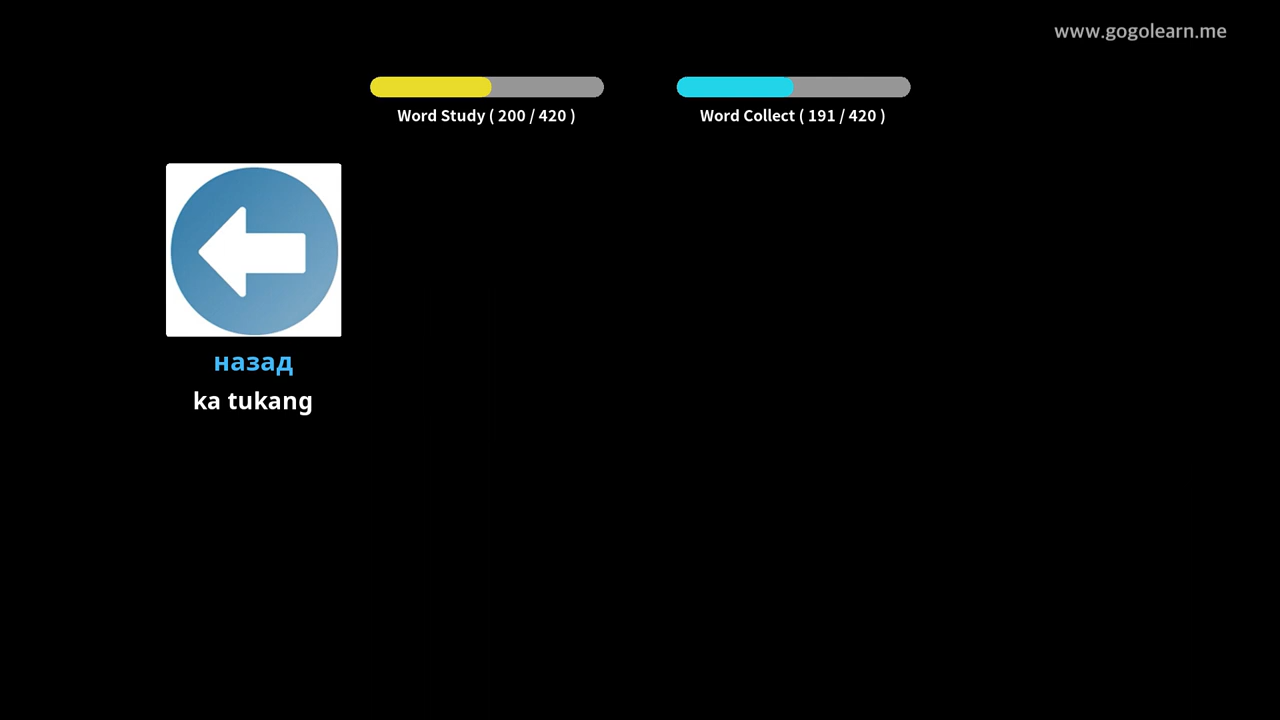 www.gogolearn.me
Word Study ( 200 / 420 )
Word Collect ( 191 / 420 )
назад
ka tukang